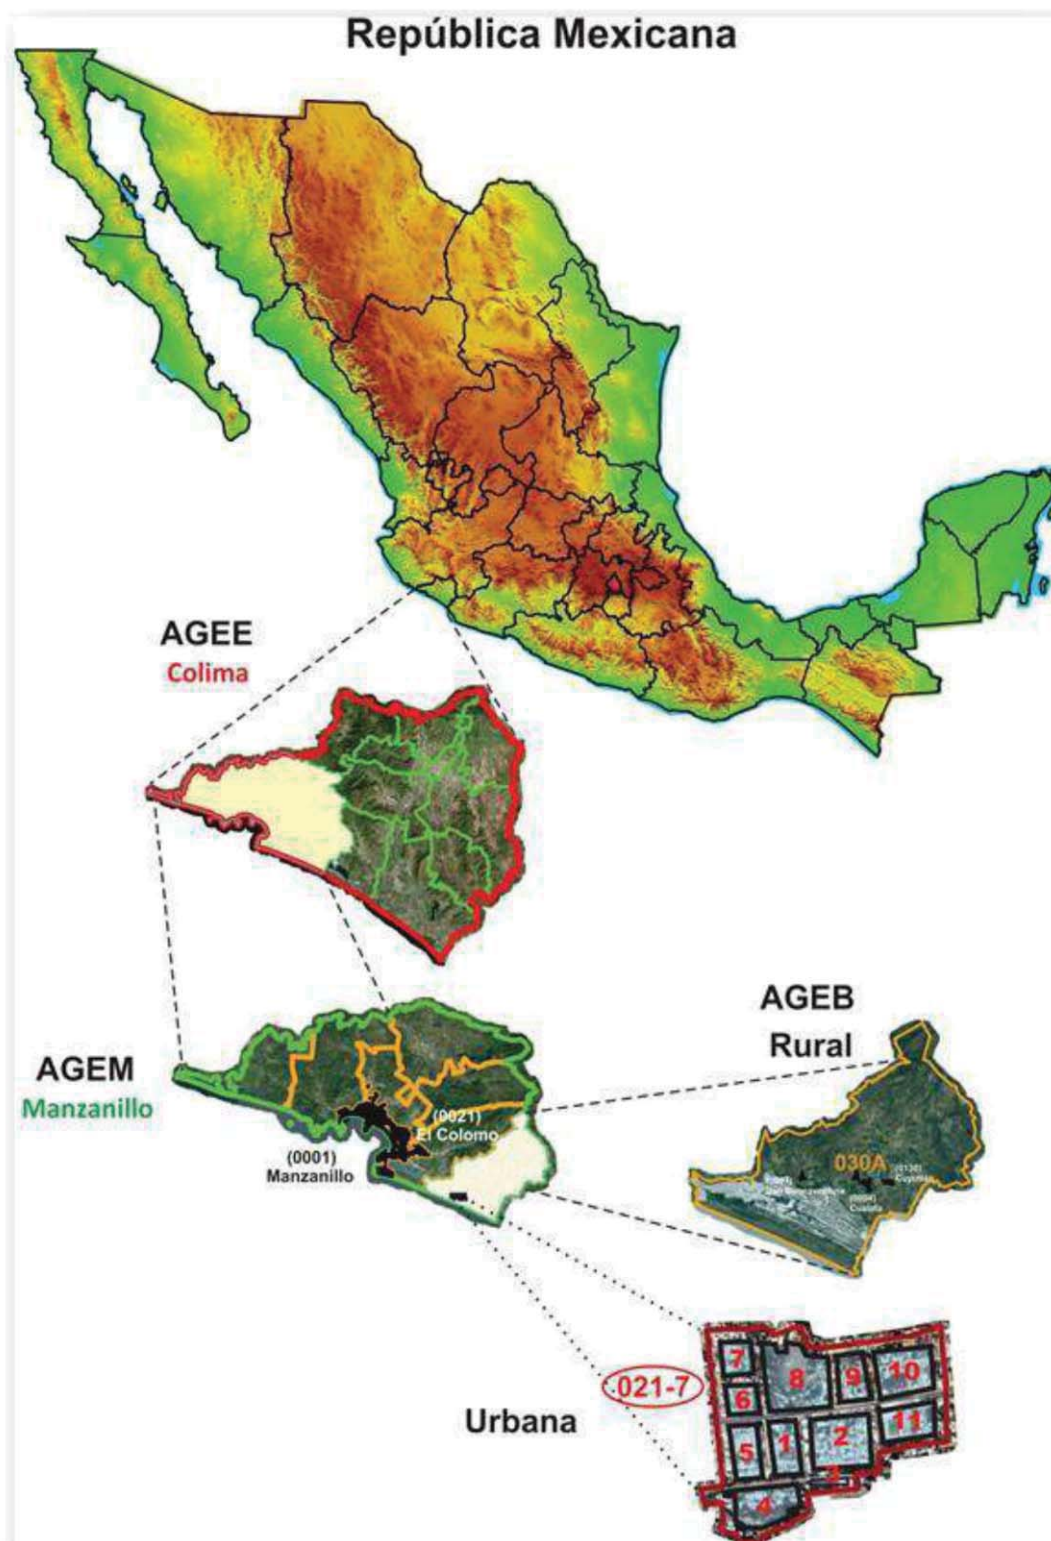 República Mexicana
AGEE
Colima
AGEB
Rural
AGEM
Manzanillo
(0021)
El Colomo
(0001)
Manzanillo
030A
021-7
Urbana
7
8
9
10
6
11
5
1
2
3
4